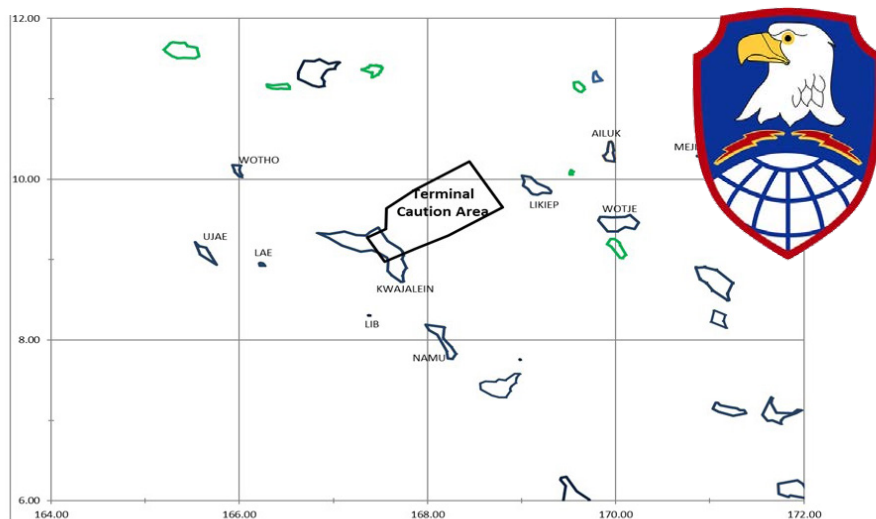 12.00
AILUK
MEJI
WOTHO
10.00
Terminal
Caution Area
LIKIEP
WOTJE
UJAE
LAE
KWAJALEIN
LIB
8.00
NAMU
6.00
164.00 166.00 168.00 170.00 172.00